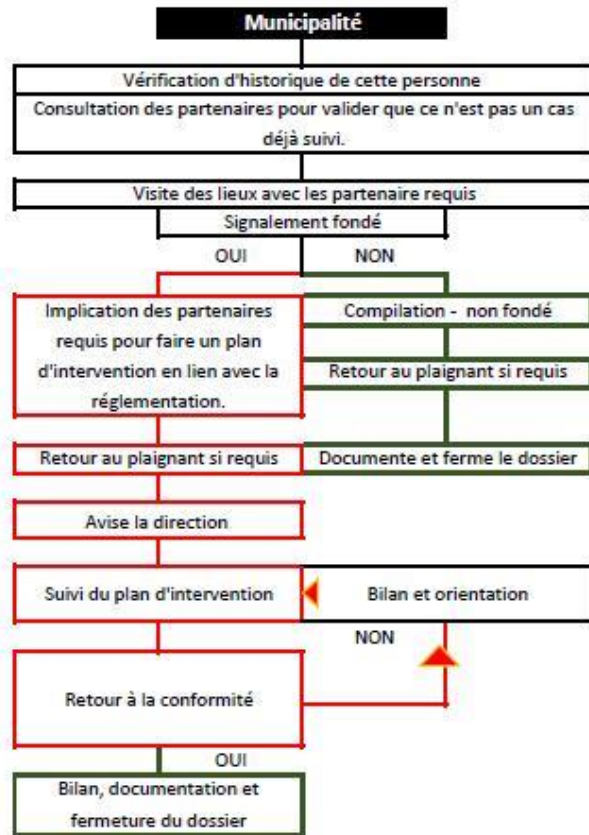 Municipalité
Vérification d'historique de cette personne
Consultation des partenaires pour valider que ce n'est pas un cas
déjà suivi.
Visite des lieux avec les partenaire requis
Signalement fondé
OUI
NON
Implication des partenaires
requis pour faire un plan
d'intervention en lien avec la
réglementation.
Compilation - non fondé
Retour au plaignant si requis
Retour au plaignant si requis
Documente et ferme le dossier
Avise la direction
Suivi du plan d'intervention
Bilan et orientation
NON
Retour à la conformité
OUI
Bilan, documentation et
fermeture du dossier